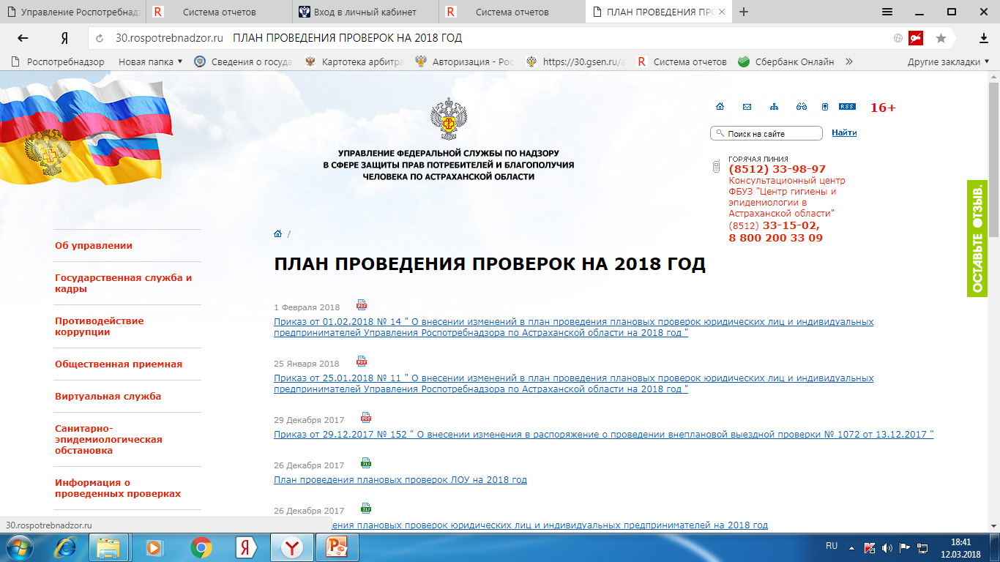 Управление Роспотребнад
Система отчетов
Вход в личный кабинет
Система отчетов
ПЛАН ПРОВЕДЕНИЯ ПРО
30.rospotrebnadzor.ru ПЛАН ПРОВЕДЕНИЯ ПРОВЕРОК НА 2018 ГОД
Роспотребнадзор
Новая папка
Сведения о госуда
Картотека арбитра
Авторизация - Рос
https://30.gsen.ru/a
Система отчетов
Сбербанк Онлайн
Другие закладки
УПРАВЛЕНИЕ ФЕДЕРАЛЬНОЙ СЛУЖБЫ ПО НАДЗОРУ
В СФЕРЕ ЗАЩИТЫ ПРАВ ПОТРЕБИТЕЛЕЙ И БЛАГОПОЛУЧИЯ
ЧЕЛОВЕКА ПО АСТРАХАНСКОЙ ОБЛАСТИ
RSS
16+
Поиск на сайте
Найти
ГОРЯЧАЯ ЛИНИЯ
(8512) 33-98-97
Консультационный центр
ФБУЗ "Центр гигиены и
эпидемиологии в
Астраханской области"
(8512) 33-15-02,
8 800 200 33 09
ОСТАВЬТЕ ОТЗЫВ.
Об управлении
Государственная служба и
кадры
Противодействие
коррупции
Общественная приемная
Виртуальная служба
Санитарно-
эпидемиологическая
обстановка
Информация о
проведенных проверках
/
ПЛАН ПРОВЕДЕНИЯ ПРОВЕРОК НА 2018 ГОД
1 Февраля 2018 PDF
Приказ от 01.02.2018 № 14 " О внесении изменений в план проведения плановых проверок юридических лиц и индивидуальных
предпринимателей Управления Роспотребнадзора по Астраханской области на 2018 год "
25 Января 2018 PDF
Приказ от 25.01.2018 № 11 " О внесении изменений в план проведения плановых проверок юридических лиц и индивидуальных
предпринимателей Управления Роспотребнадзора по Астраханской области на 2018 год "
29 Декабря 2017 PDF
Приказ от 29.12.2017 № 152 " О внесении изменения в распоряжение о проведении внеплановой выездной проверки № 1072 от 13.12.2017 "
26 Декабря 2017 XLS
План проведения плановых проверок ЛОУ на 2018 год
26 Декабря 2017 XLS
ения плановых проверок юридических лиц и индивидуальных предпринимателей на 2018 год
30.rospotrebnadzor.ru
RU
18:41
12.03.2018